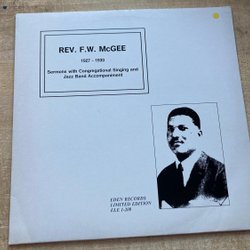 REV. F.W. McGEE
1927 - 1930
Sermons with Congregational Singing and
Jazz Band Accompaniment
EDEN RECORDS
LIMITED EDITION
ELE 1-200